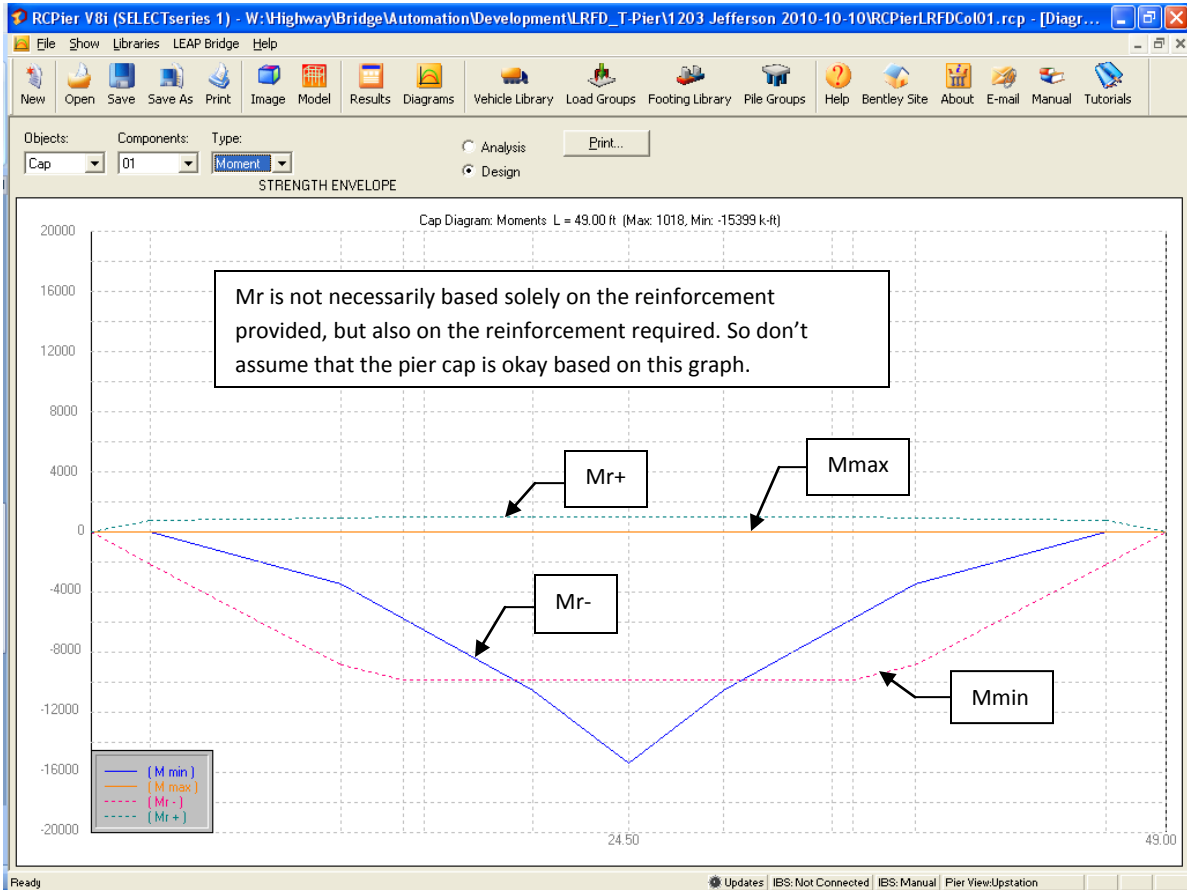 RCPier V8i (SELECTseries 1) - W:\Highway\Bridge\Automation\Development\LRFD_T-Pier\1203 Jefferson 2010-10-10\RCPierLRFDCol01.rcp - [Diagr...
File Show Libraries LEAP Bridge Help
New Open Save Save As Print Image Model Results Diagrams Vehicle Library Load Groups Footing Library Pile Groups Help Bentley Site About E-mail Manual Tutorials
Objects: Components: Type:
Analysis
Print...
Cap 01 Moment
Design
STRENGTH ENVELOPE
Cap Diagram: Moments L = 49.00 ft (Max: 1018, Min: -15399 k-ft)
20000
16000
12000
8000
4000
0
-4000
-8000
-12000
-16000
-20000
Mr is not necessarily based solely on the reinforcement
provided, but also on the reinforcement required. So don’t
assume that the pier cap is okay based on this graph.
Mr+
Mmax
Mr-
Mmin
( M min )
( M max )
( Mr - )
( Mr + )
24.50
49.00
Ready
Updates IBS: Not Connected IBS: Manual Pier View:Upstation